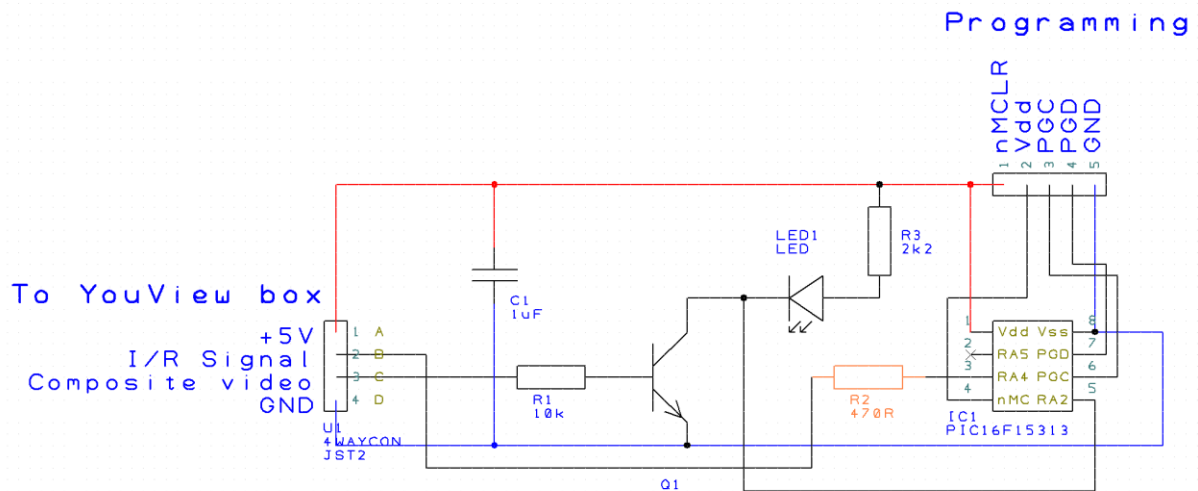 Programming
nMCLR
Vdd
PGC
PGD
GND
1
2
3
4
5
LED1
LED
R3
2k2
C1
1uF
To YouView box
+5V
1 A
I/R Signal
2 B
Composite video
3 C
GND
4 D
U1
4WAYCON
JST2
R1
10k
R2
470R
1
Vdd
Vss
8
2
RA5
PGD
7
3
RA4
PGC
6
4
nMC
RA2
5
IC1
PIC16F15313
Q1